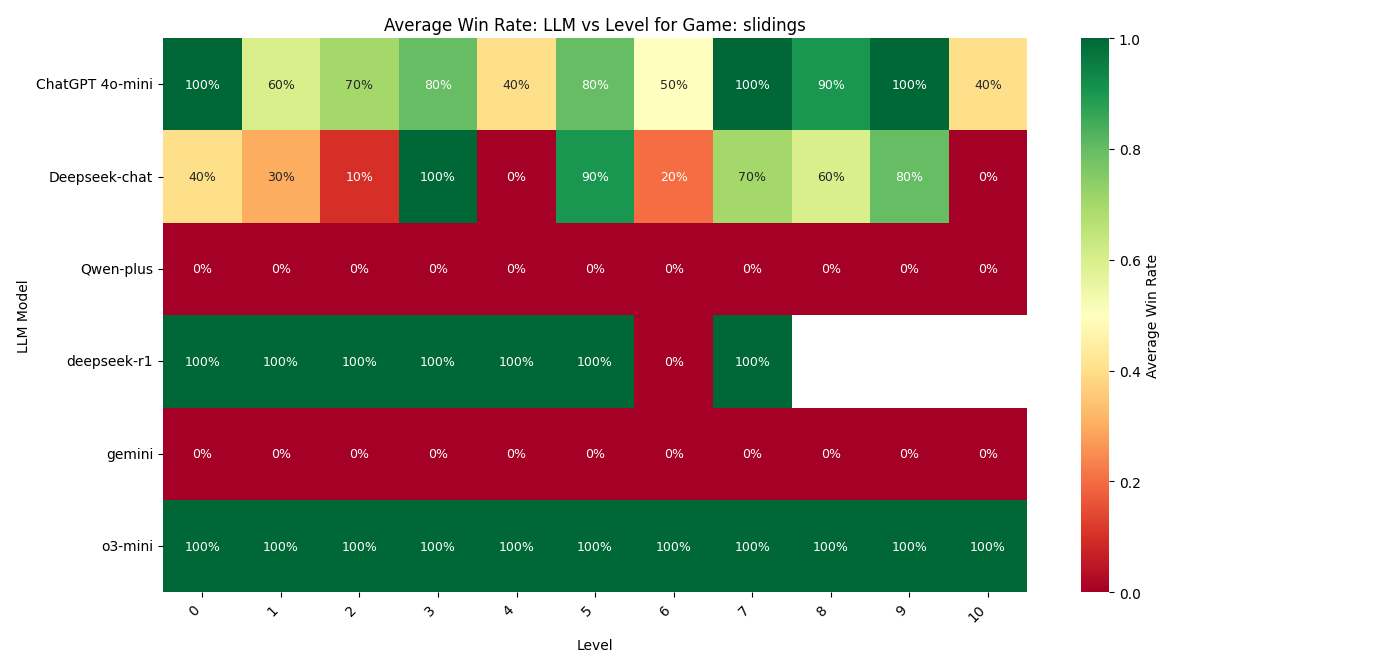 Average Win Rate: LLM vs Level for Game: slidings
LLM Model
ChatGPT 4o-mini 100% 60% 70% 80% 40% 80% 50% 100% 90% 100% 40%
Deepseek-chat 40% 30% 10% 100% 0% 90% 20% 70% 60% 80% 0%
Qwen-plus 0% 0% 0% 0% 0% 0% 0% 0% 0% 0% 0%
deepseek-r1 100% 100% 100% 100% 100% 100% 0% 100%
gemini 0% 0% 0% 0% 0% 0% 0% 0% 0% 0% 0%
o3-mini 100% 100% 100% 100% 100% 100% 100% 100% 100% 100% 100%
0 1 2 3 4 5 6 7 8 9 10
Level
1.0
0.8
0.6
0.4
0.2
0.0
Average Win Rate